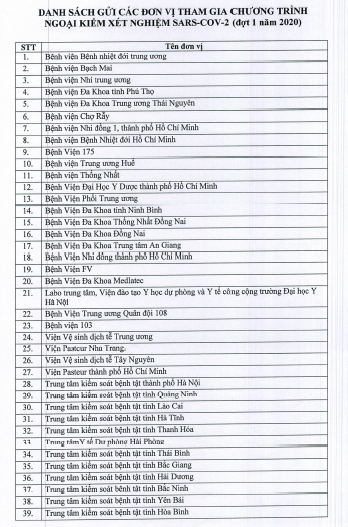 DANH SÁCH GỬI CÁC ĐƠN VỊ THAM GIA CHƯƠNG TRÌNH
NGOẠI KIỂM XÉT NGHIỆM SARS-COV-2 (đợt 1 năm 2020)
STT Tên đơn vị
1. Bệnh viện Bệnh nhiệt đới trung ương
2. Bệnh viện Bạch Mai
3. Bệnh viện Nhi trung ương
4. Bệnh viện Đa Khoa tỉnh Phú Thọ
5. Bệnh viện Đa Khoa Trung ương Thái Nguyên
6. Bệnh viện Chợ Rẫy
7. Bệnh viện Nhi đồng 1, thành phố Hồ Chí Minh
8. Bệnh viện Bệnh Nhiệt đới Hồ Chí Minh
9. Bệnh Viện 175
10. Bệnh viện Trung ương Huế
11. Bệnh viện Thống Nhất
12. Bệnh Viện Đại Học Y Dược thành phố Hồ Chí Minh
13. Bệnh Viện Phổi Trung ương
14. Bệnh Viện Đa Khoa tỉnh Ninh Bình
15. Bệnh Viện Đa Khoa Thống Nhất Đồng Nai
16. Bệnh Viện Đa Khoa Đồng Nai
17. Bệnh Viện Đa Khoa Trung tâm An Giang
18. Bệnh Viện Nhi đồng thành phố Hồ Chí Minh
19. Bệnh Viện FV
20. Bệnh Viện Đa Khoa Medlatec
21. Labo trung tâm, Viện đào tạo Y học dự phòng và Y tế công cộng trường Đại học Y
Hà Nội
22. Bệnh Viện Trung ương Quân đội 108
23. Bệnh viện 103
24. Viện Vệ sinh dịch tễ Trung ương
25. Viện Pasteur Nha Trang.
26. Viện Vệ sinh dịch tễ Tây Nguyên
27. Viện Pasteur thành phố Hồ Chí Minh
28. Trung tâm kiểm soát bệnh tật thành phố Hà Nội
29. Trung tâm kiểm soát bệnh tật tỉnh Quảng Ninh
30. Trung tâm kiểm soát bệnh tật tỉnh Lào Cai
31. Trung tâm kiểm soát bệnh tật tỉnh Hà Tĩnh
32. Trung tâm kiểm soát bệnh tật tỉnh Thanh Hóa
33. Trung tâm Y tế Dự phòng Hải Phòng
34. Trung tâm kiểm soát bệnh tật tỉnh Thái Bình
35. Trung tâm kiểm soát bệnh tật tỉnh Bắc Giang
36. Trung tâm kiểm soát bệnh tật tỉnh Hải Dương
37. Trung tâm kiểm soát bệnh tật tỉnh Bắc Ninh
38. Trung tâm kiểm soát bệnh tật tỉnh Yên Bái
39. Trung tâm kiểm soát bệnh tật tỉnh Hòa Bình